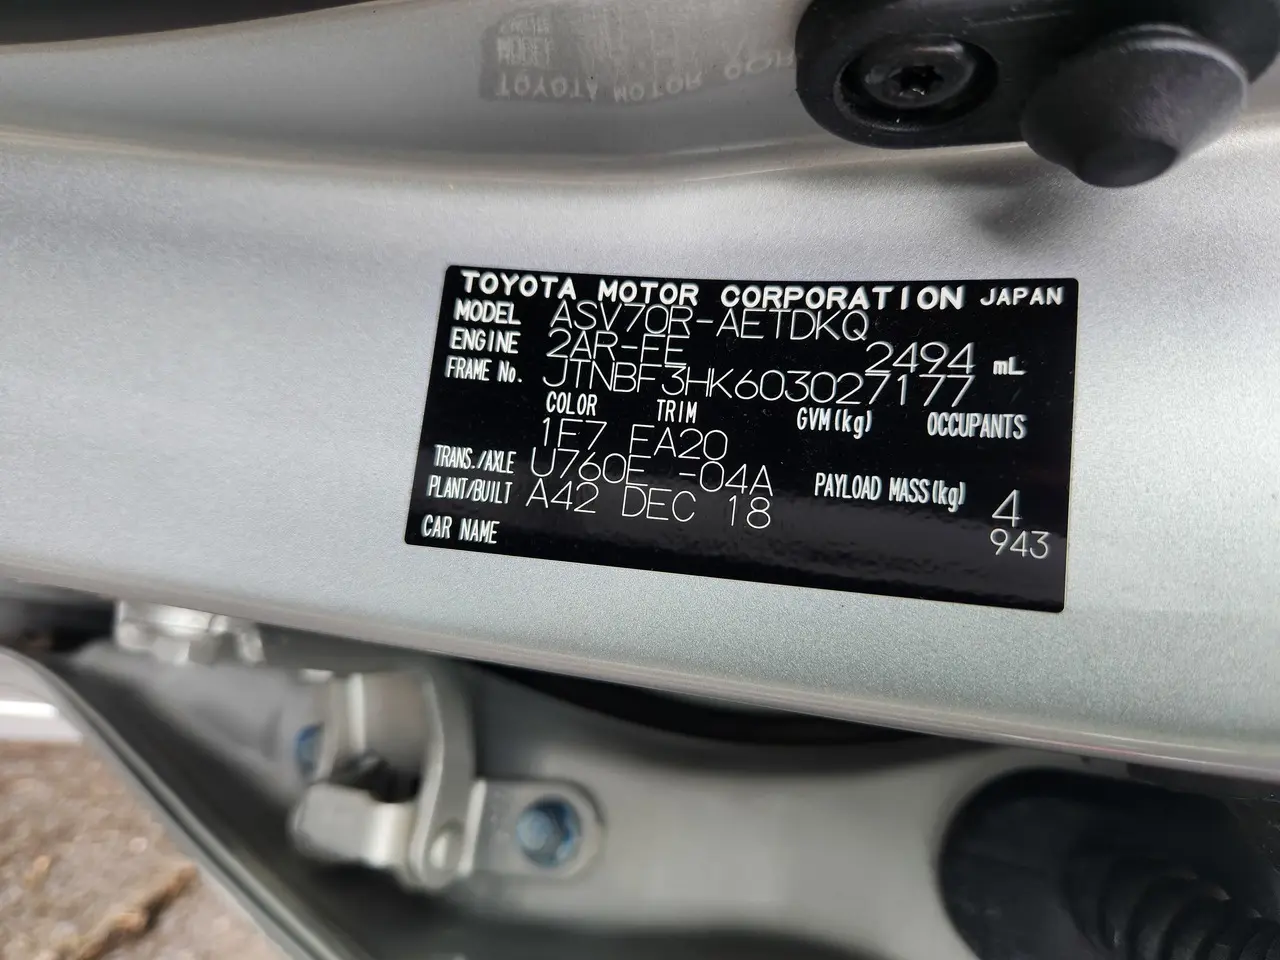 TOYOTA MOTOR CORPORATION JAPAN
MODEL ASV70R-AETDKQ
ENGINE 2AR-FE 2494 mL
FRAME No. JTNBF3HK603027177
COLOR TRIM GVM(kg) OCCUPANTS
1F7 EA20
TRANS./AXLE U760E -04A PAYLOAD MASS(kg) 4
PLANT/BUILT A42 DEC 18 943
CAR NAME